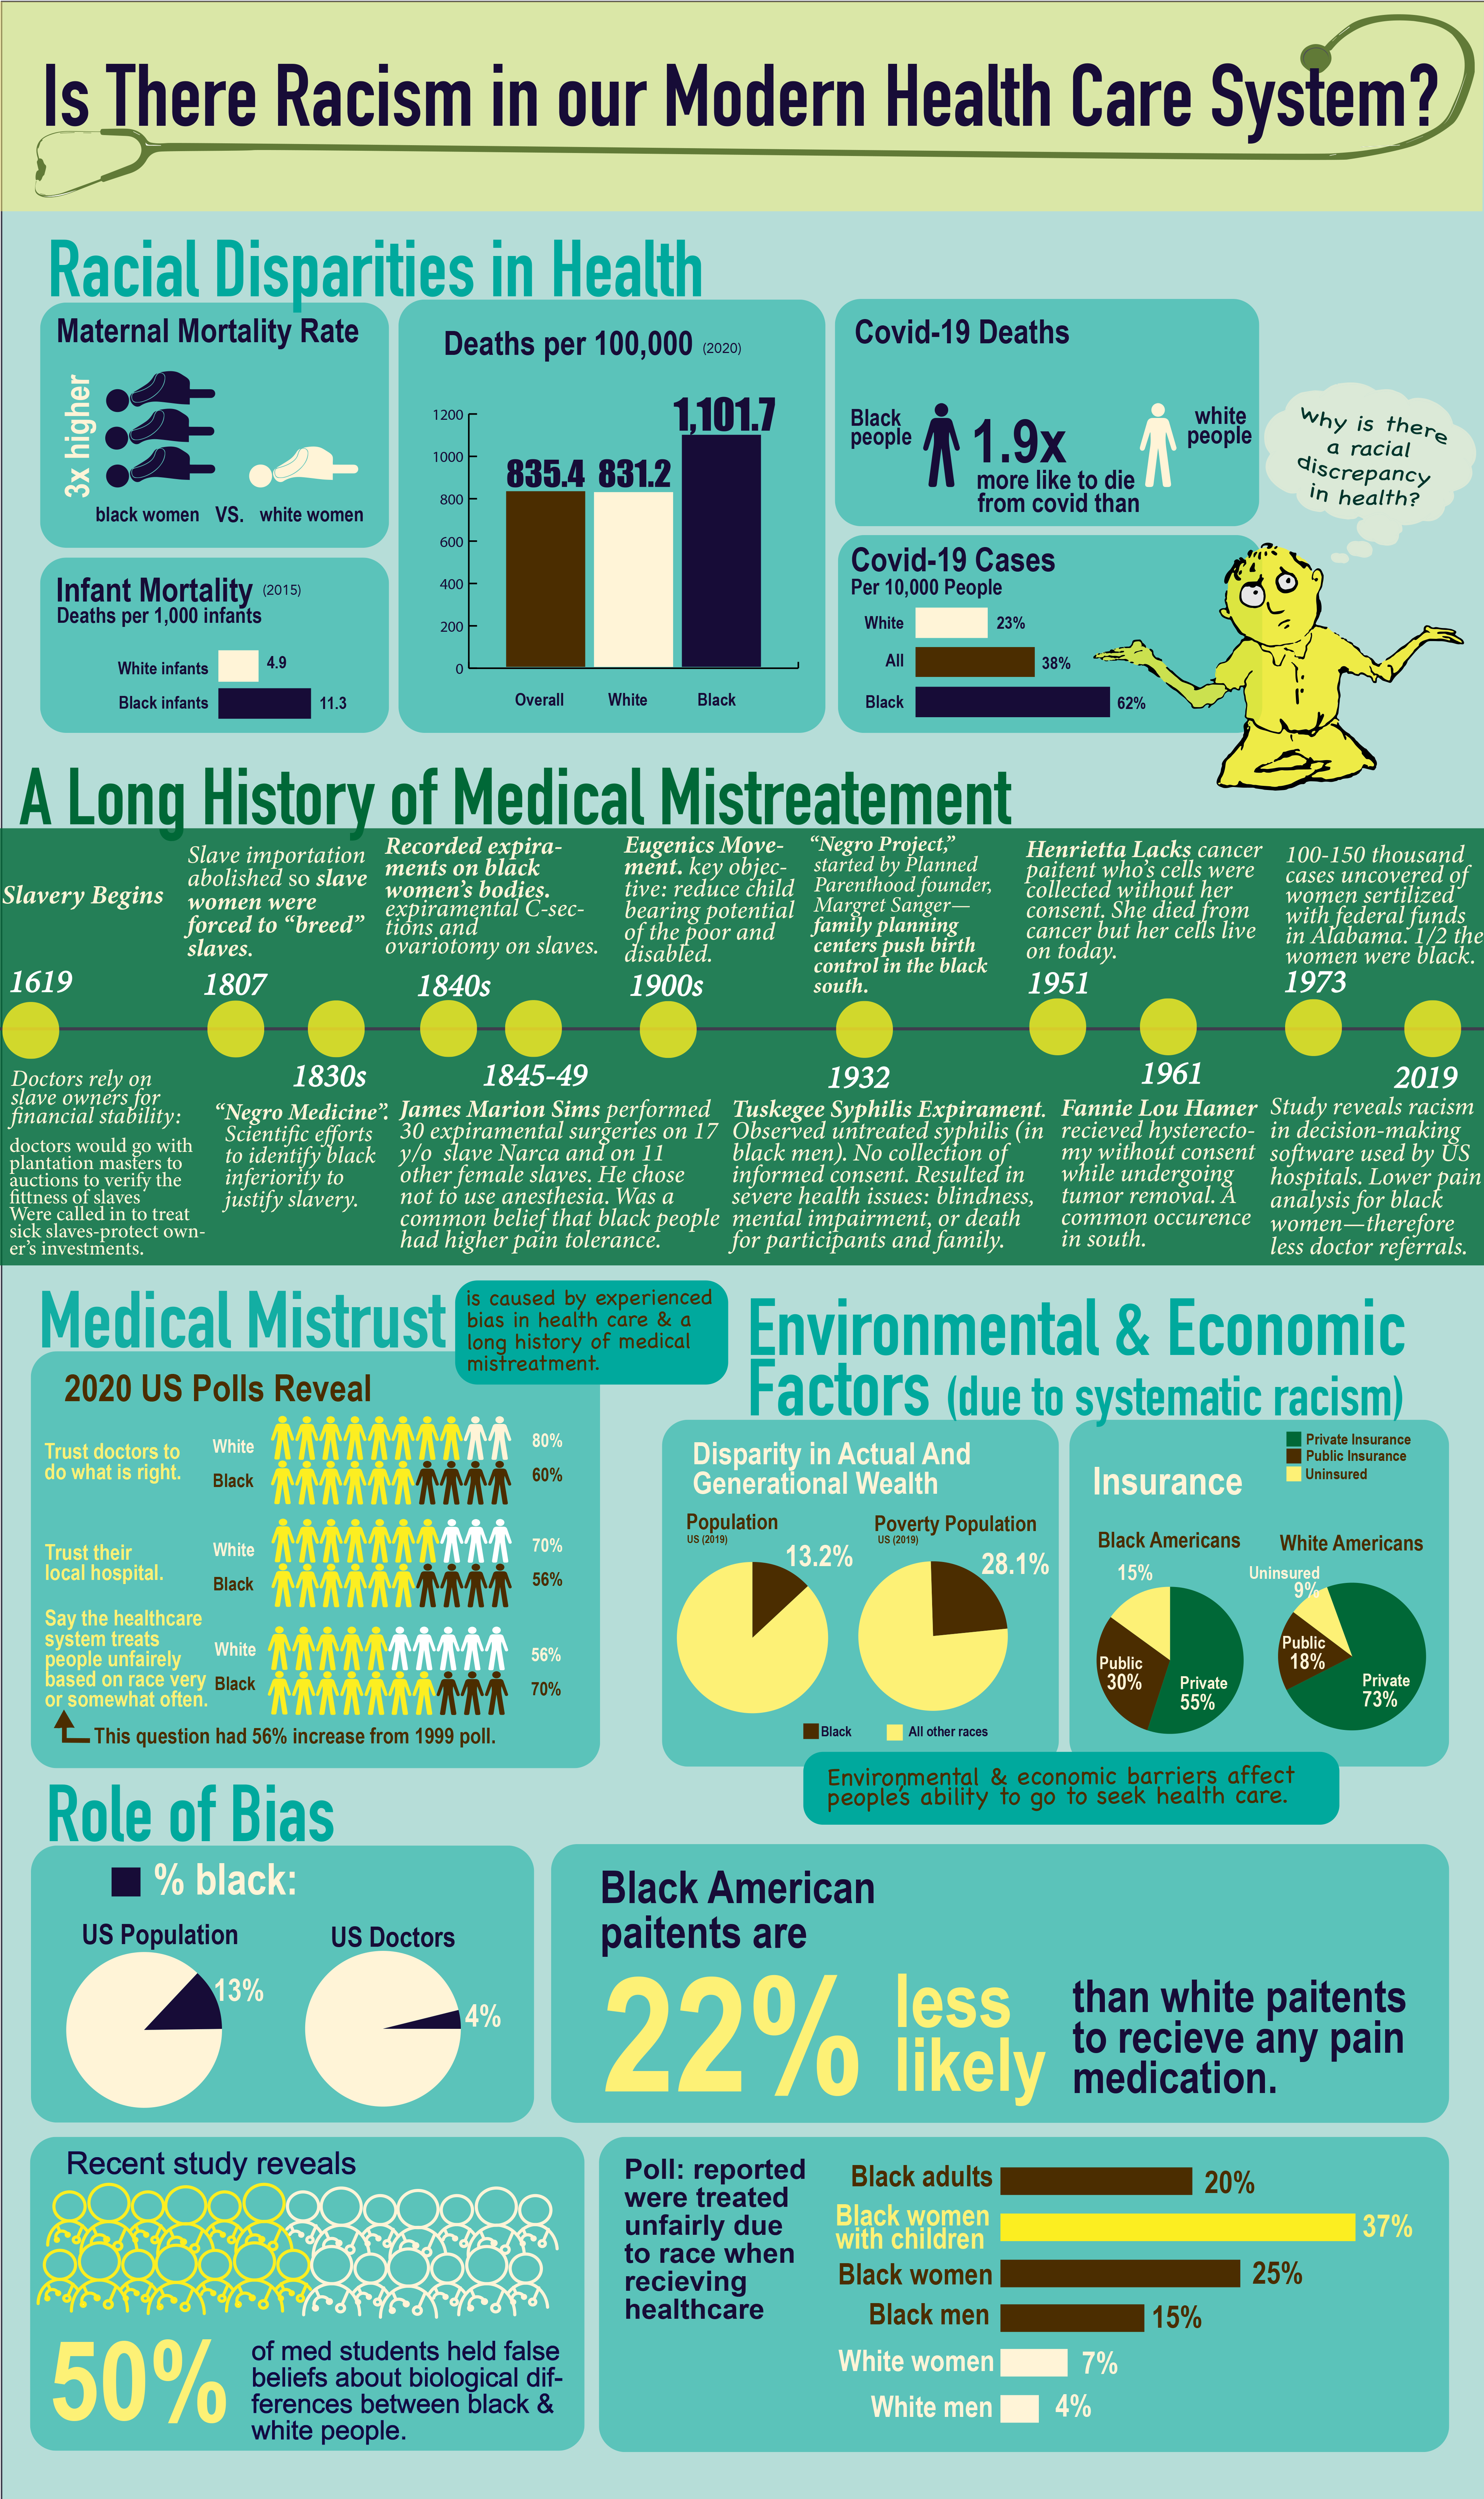 Is There Racism in our Modern Health Care System?
Racial Disparities in Health
Maternal Mortality Rate
3x higher
black women VS. white women
Infant Mortality (2015)
Deaths per 1,000 infants
White infants 4.9
Black infants 11.3
Deaths per 100,000 (2020)
1200
1000
800
600
400
200
0
835.4
831.2
1,101.7
Overall White Black
Covid-19 Deaths
Black
people
1.9x
more like to die
from covid than
white
people
Covid-19 Cases
Per 10,000 People
White 23%
All 38%
Black 62%
Why is there
a racial
discrepancy
in health?
A Long History of Medical Mistreatement
Slavery Begins
1619
Doctors rely on
slave owners for
financial stability:
doctors would go with
plantation masters to
auctions to verify the
fittness of slaves
Were called in to treat
sick slaves-protect own-
er's investments.
Slave importation
abolished so slave
women were
forced to “breed”
slaves.
1807
1830s
“Negro Medicine”.
Scientific efforts
to identify black
inferiority to
justify slavery.
Recorded expira-
ments on black
women's bodies.
expiramental C-sec-
tions and
ovariotomy on slaves.
1840s
1845-49
James Marion Sims performed
30 expiramental surgeries on 17
y/o slave Narca and on 11
other female slaves. He chose
not to use anesthesia. Was a
common belief that black people
had higher pain tolerance.
Eugenics Move-
ment. key objec-
tive: reduce child
bearing potential
of the poor and
disabled.
1900s
“Negro Project,”
started by Planned
Parenthood founder,
Margret Sanger—
family planning
centers push birth
control in the black
south.
1932
Tuskegee Syphilis Expirament.
Observed untreated syphilis (in
black men). No collection of
informed consent. Resulted in
severe health issues: blindness,
mental impairment, or death
for participants and family.
Henrietta Lacks cancer
paitent who's cells were
collected without her
consent. She died from
cancer but her cells live
on today.
1951
1961
Fannie Lou Hamer
recieved hysterecto-
my without consent
while undergoing
tumor removal. A
common occurence
in south.
100-150 thousand
cases uncovered of
women sertilized
with federal funds
in Alabama. 1/2 the
women were black.
1973
2019
Study reveals racism
in decision-making
software used by US
hospitals. Lower pain
analysis for black
women—therefore
less doctor referrals.
Medical Mistrust
is caused by experienced
bias in health care & a
long history of medical
mistreatment.
2020 US Polls Reveal
Trust doctors to
do what is right.
White 80%
Black 60%
Trust their
local hospital.
White 70%
Black 56%
Say the healthcare
system treats
people unfairely
based on race very
or somewhat often.
White 56%
Black 70%
This question had 56% increase from 1999 poll.
Environmental & Economic
Factors (due to systematic racism)
Disparity in Actual And
Generational Wealth
Population
US (2019)
13.2%
Poverty Population
US (2019)
28.1%
Black
All other races
Private Insurance
Public Insurance
Uninsured
Insurance
Black Americans
15%
Public
30%
Private
55%
White Americans
Uninsured
9%
Public
18%
Private
73%
Environmental & economic barriers affect
people's ability to go to seek health care.
Role of Bias
% black:
US Population
13%
US Doctors
4%
Black American
paitents are
22%
less
likely
than white paitents
to recieve any pain
medication.
Recent study reveals
50%
of med students held false
beliefs about biological dif-
ferences between black &
white people.
Poll: reported
were treated
unfairly due
to race when
recieving
healthcare
Black adults 20%
Black women
with children 37%
Black women 25%
Black men 15%
White women 7%
White men 4%